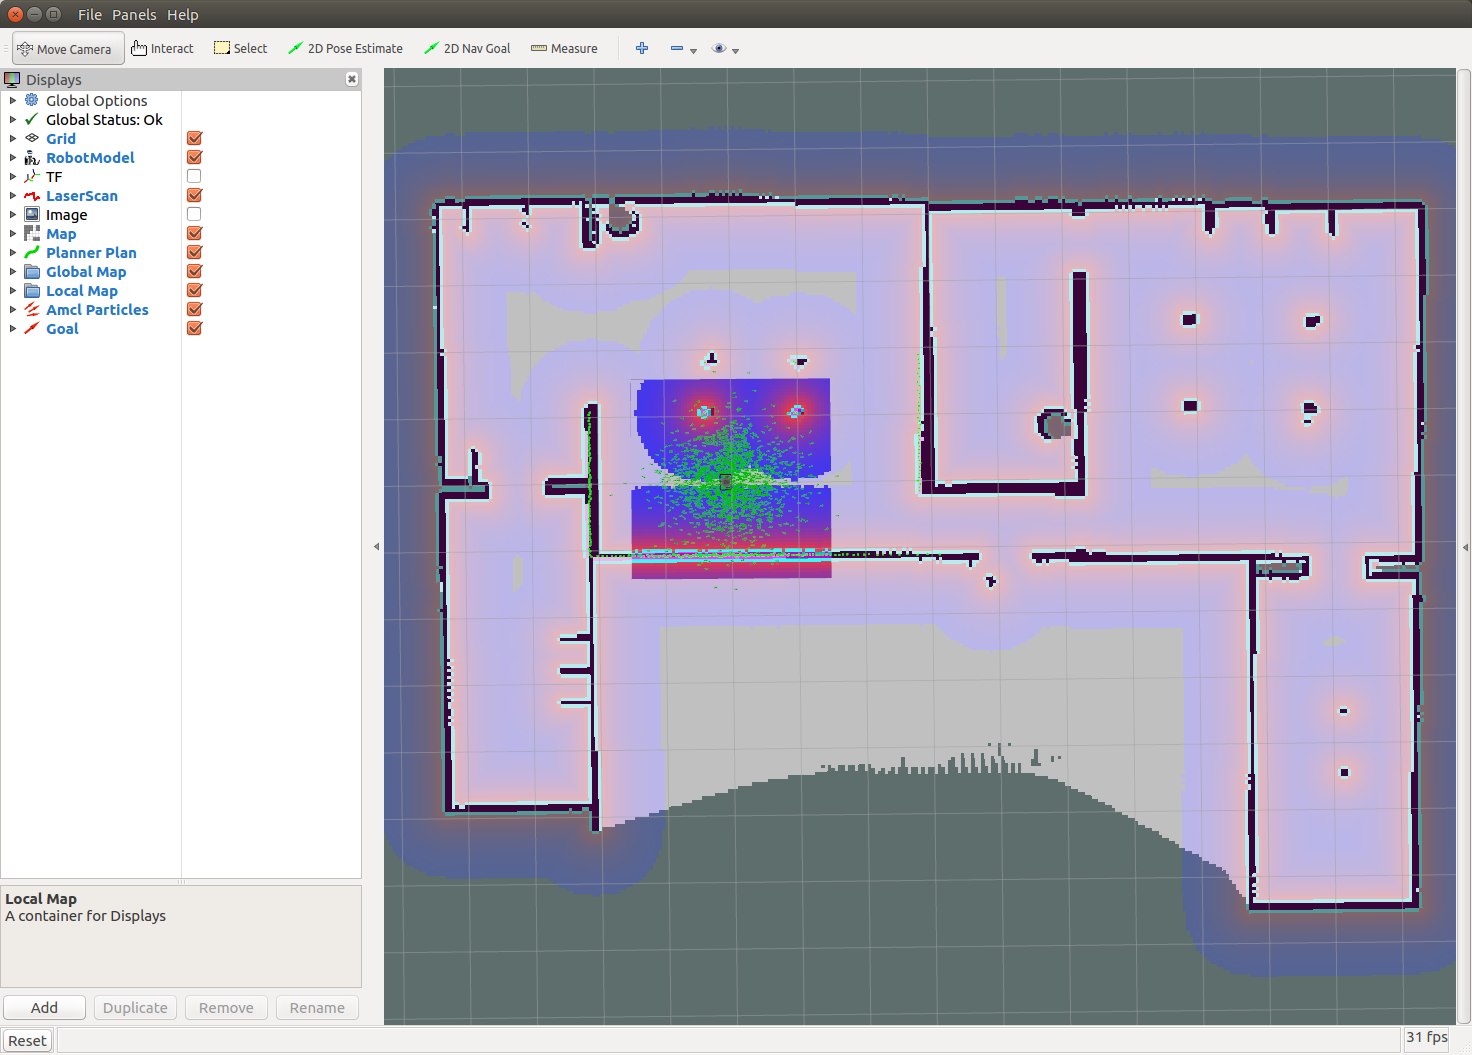 File Panels Help
Move Camera Interact Select 2D Pose Estimate 2D Nav Goal Measure
Displays
Global Options
Global Status: Ok
Grid
RobotModel
TF
LaserScan
Image
Map
Planner Plan
Global Map
Local Map
Amcl Particles
Goal
Local Map
A container for Displays
Add Duplicate Remove Rename
Reset 31 fps